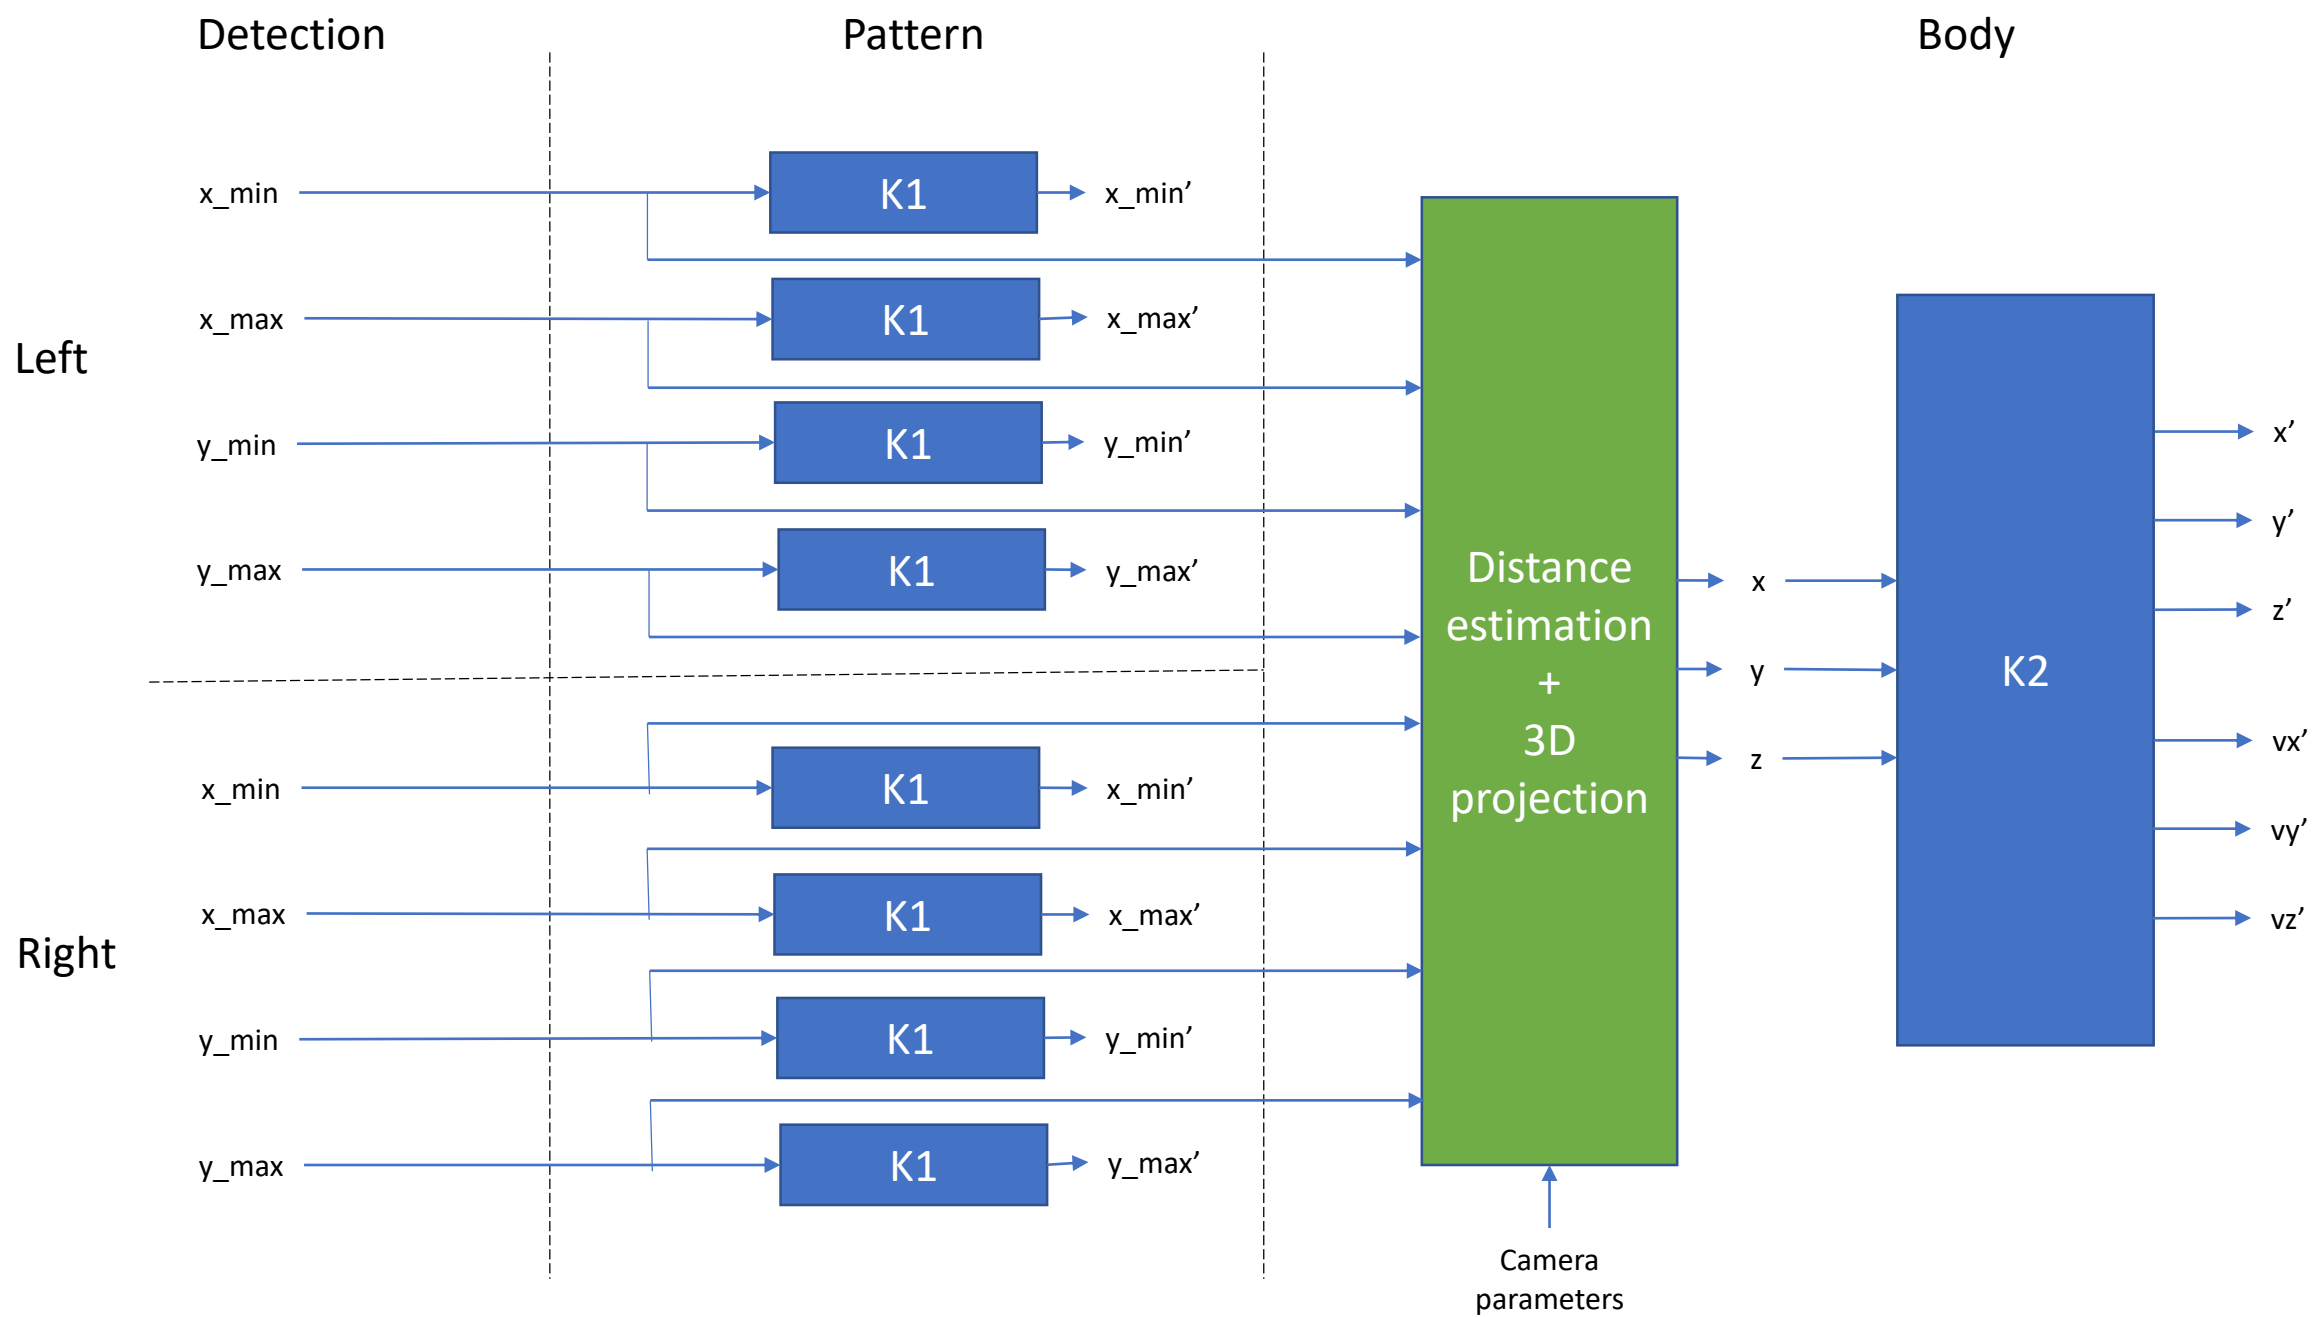 Detection
Pattern
Body
Left
x_min
K1
x_min’
x_max
K1
x_max’
y_min
K1
y_min’
y_max
K1
y_max’
Right
x_min
K1
x_min’
x_max
K1
x_max’
y_min
K1
y_min’
y_max
K1
y_max’
Distance
estimation
+
3D
projection
Camera
parameters
x
y
z
K2
x’
y’
z’
vx’
vy’
vz’